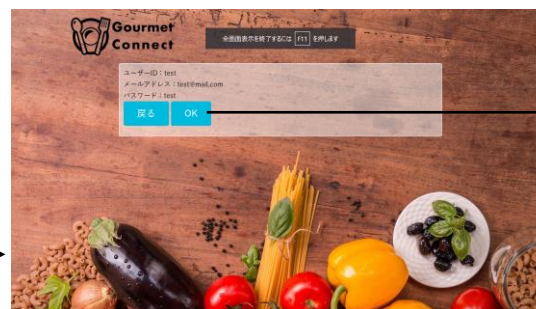 Gourmet
Connect
全画面表示を終了するには F11 を押します
ユーザーID：test
メールアドレス：test@mail.com
パスワード：test
戻る OK